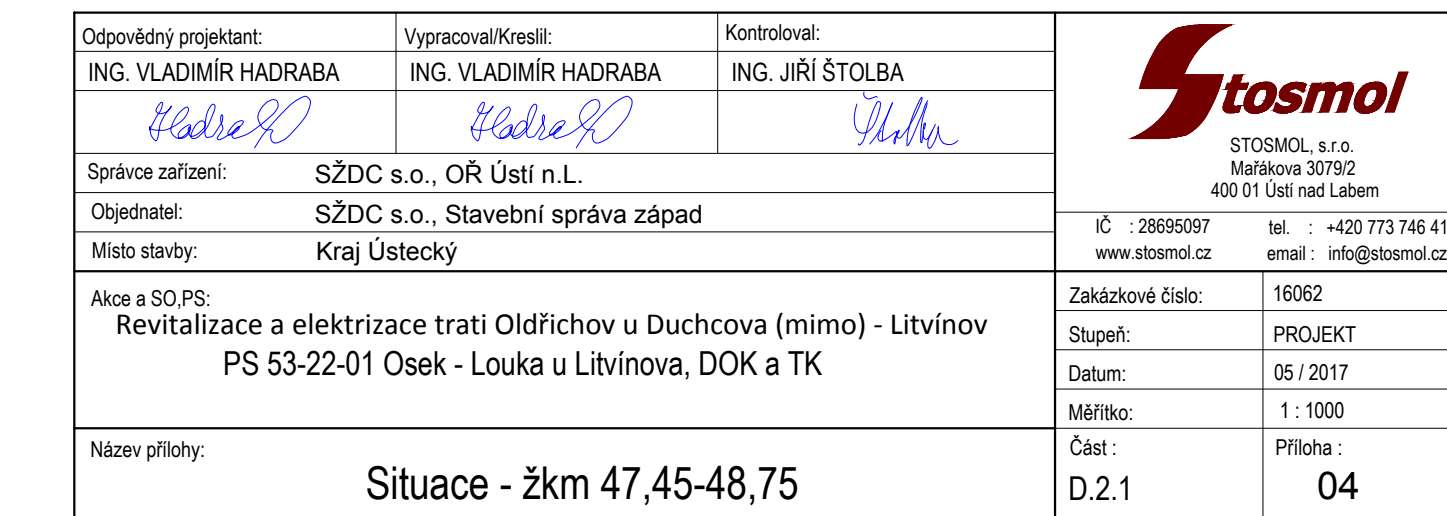 Odpovědný projektant:
Vypracoval/Kreslil:
Kontroloval:
ING. VLADIMÍR HADRABA
ING. VLADIMÍR HADRABA
ING. JIŘÍ ŠTOLBA
Hadraba
Hadraba
Štolba
Správce zařízení: SŽDC s.o., OŘ Ústí n.L.
Objednatel: SŽDC s.o., Stavební správa západ
Místo stavby: Kraj Ústecký
Stosmol
STOSMOL, s.r.o.
Mařákova 3079/2
400 01 Ústí nad Labem
IČ : 28695097 tel. : +420 773 746 41
www.stosmol.cz email : info@stosmol.cz
Akce a SO,PS:
Revitalizace a elektrizace trati Oldřichov u Duchcova (mimo) - Litvínov
PS 53-22-01 Osek - Louka u Litvínova, DOK a TK
Zakázkové číslo: 16062
Stupeň: PROJEKT
Datum: 05 / 2017
Měřítko: 1 : 1000
Název přílohy:
Situace - žkm 47,45-48,75
Část : Příloha :
D.2.1 04